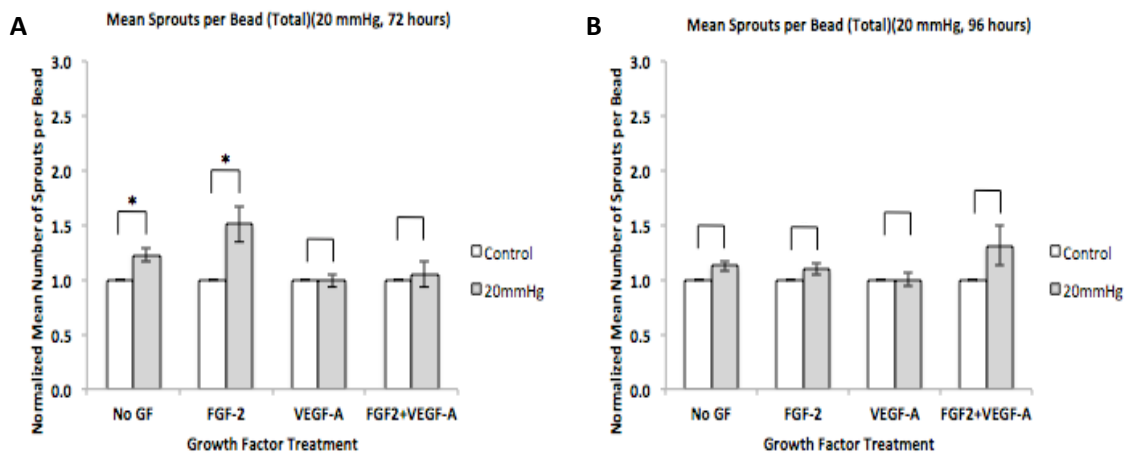 A
Mean Sprouts per Bead (Total)(20 mmHg, 72 hours)
Normalized Mean Number of Sprouts per Bead
3.0
2.5
2.0
1.5
1.0
0.5
0.0
*
*
No GF
FGF-2
VEGF-A
FGF2+VEGF-A
Growth Factor Treatment
Control
20mmHg
B
Mean Sprouts per Bead (Total)(20 mmHg, 96 hours)
Normalized Mean Number of Sprouts per Bead
3.0
2.5
2.0
1.5
1.0
0.5
0.0
No GF
FGF-2
VEGF-A
FGF2+VEGF-A
Growth Factor Treatment
Control
20mmHg